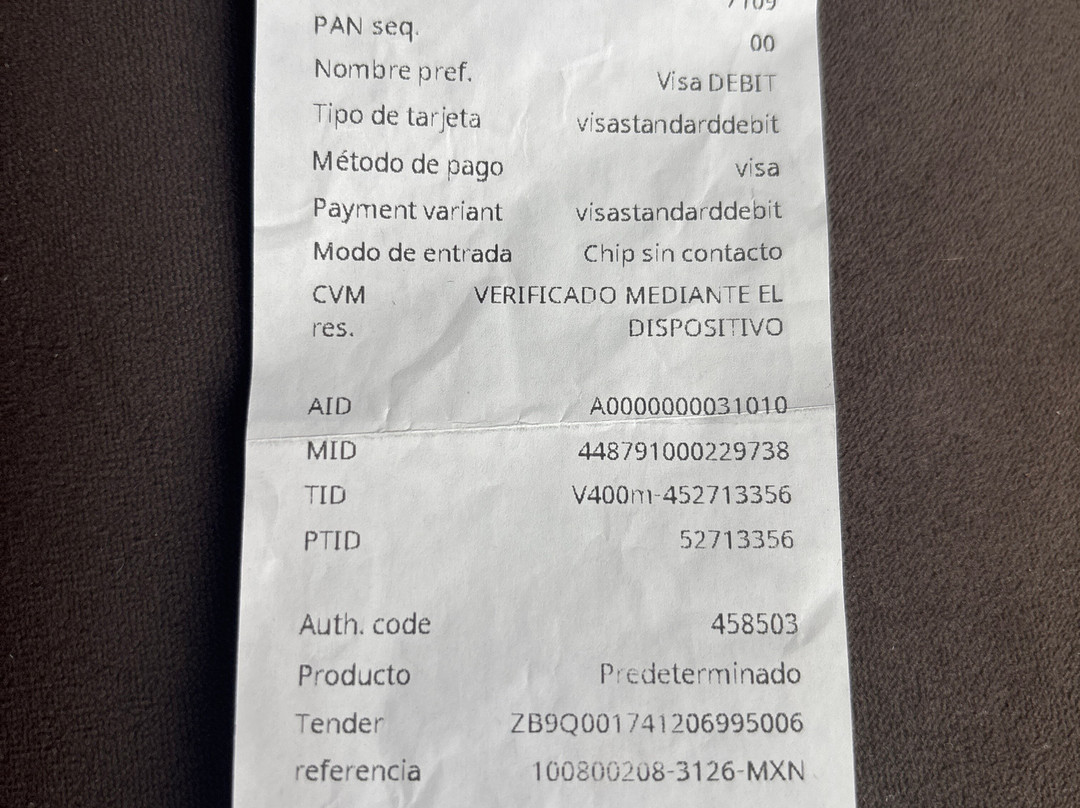 PAN seq. 00
Nombre pref. Visa DEBIT
Tipo de tarjeta visastandarddebit
Método de pago visa
Payment variant visastandarddebit
Modo de entrada Chip sin contacto
CVM VERIFICADO MEDIANTE EL
res. DISPOSITIVO
AID A0000000031010
MID 448791000229738
TID V400m-452713356
PTID 52713356
Auth. code 458503
Producto Predeterminado
Tender ZB9Q001741206995006
referencia 100800208-3126-MXN